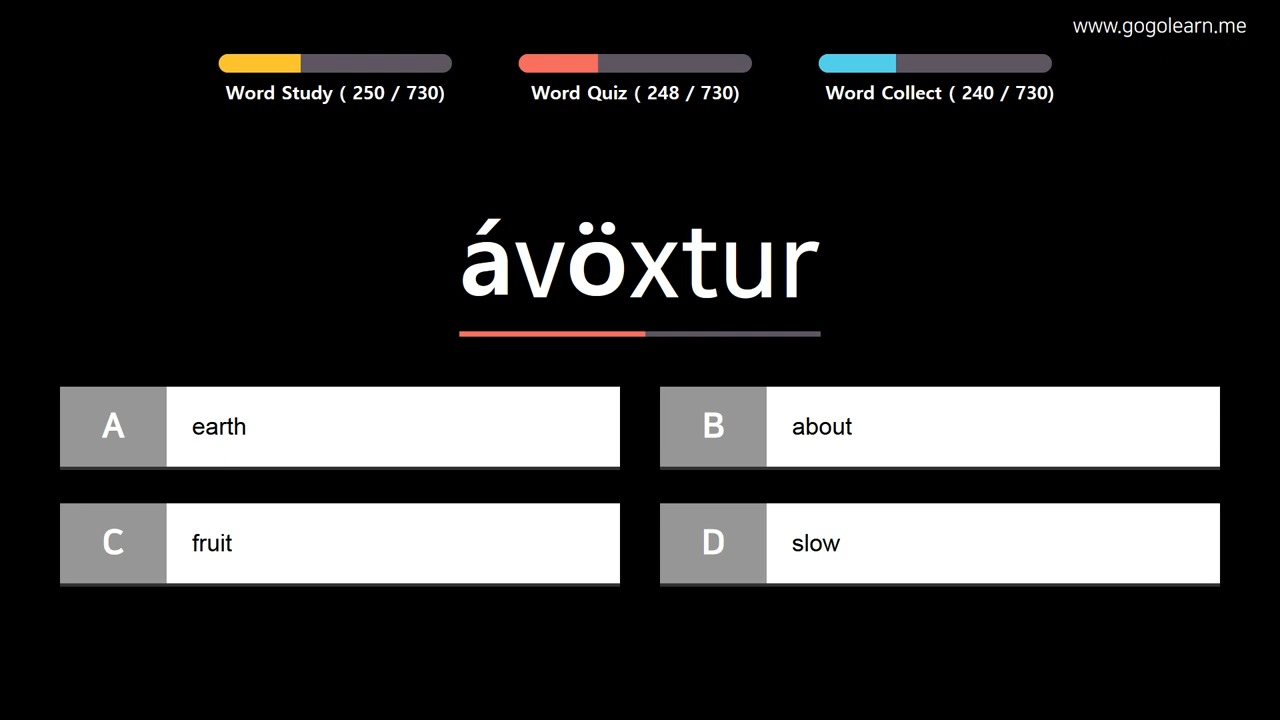 www.gogolearn.me
Word Study ( 250 / 730)
Word Quiz ( 248 / 730)
Word Collect ( 240 / 730)
ávöxtur
A earth
B about
C fruit
D slow